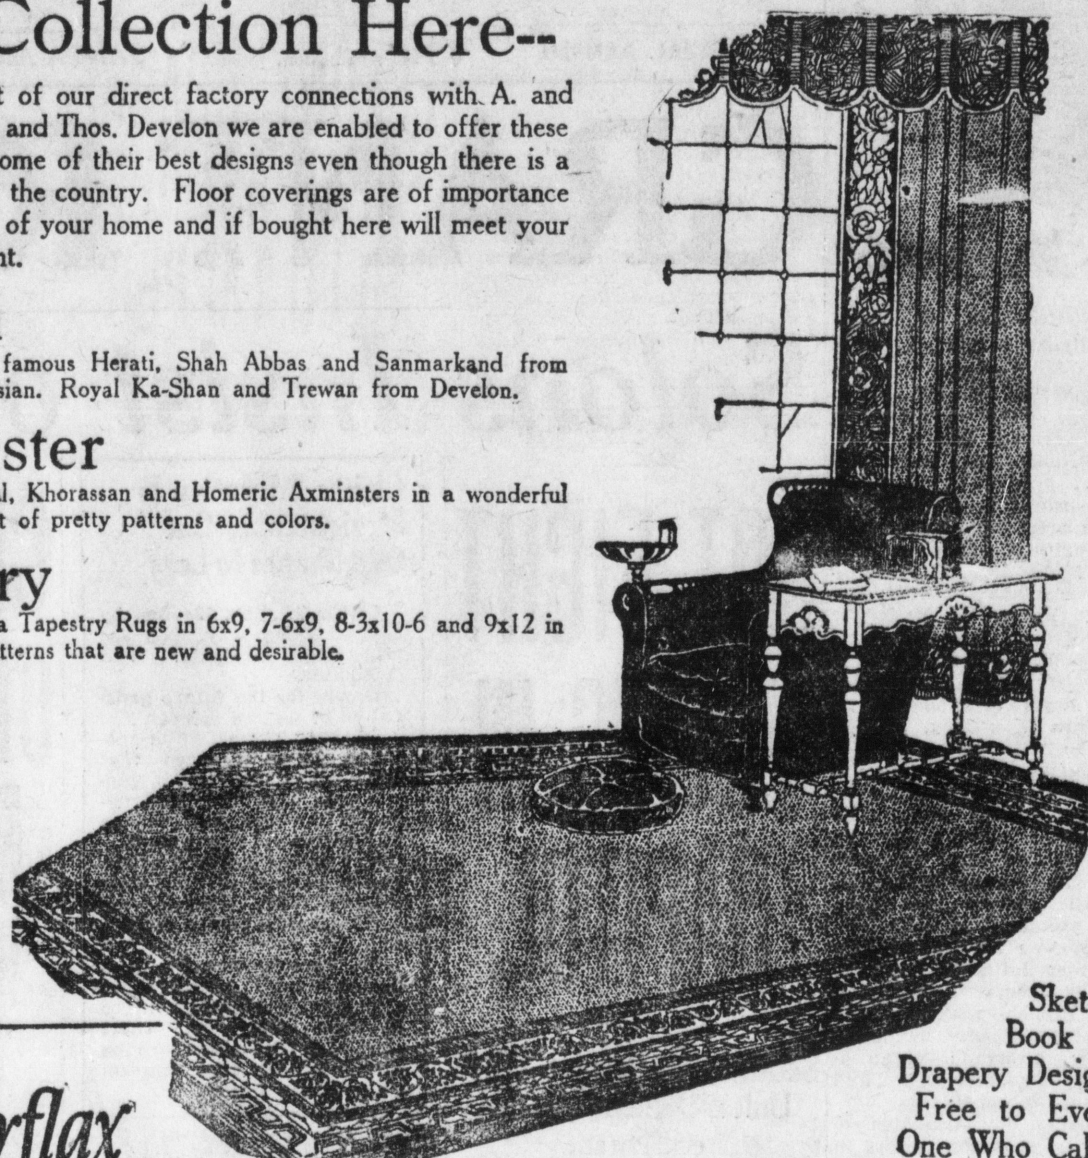 Collection Here--
of our direct factory connections with A. and
and Thos. Develon we are enabled to offer these
ome of their best designs even though there is a
the country. Floor coverings are of importance
of your home and if bought here will meet your
nt.
famous Herati, Shah Abbas and Sanmarkand from
sian. Royal Ka-Shan and Trewan from Develon.
ster
l, Khorassan and Homeric Axminsters in a wonderful
t of pretty patterns and colors.
ry
a Tapestry Rugs in 6x9, 7-6x9, 8-3x10-6 and 9x12 in
tterns that are new and desirable.
rflax
Sket
Book
Drapery Desig
Free to Eve
One Who Cal